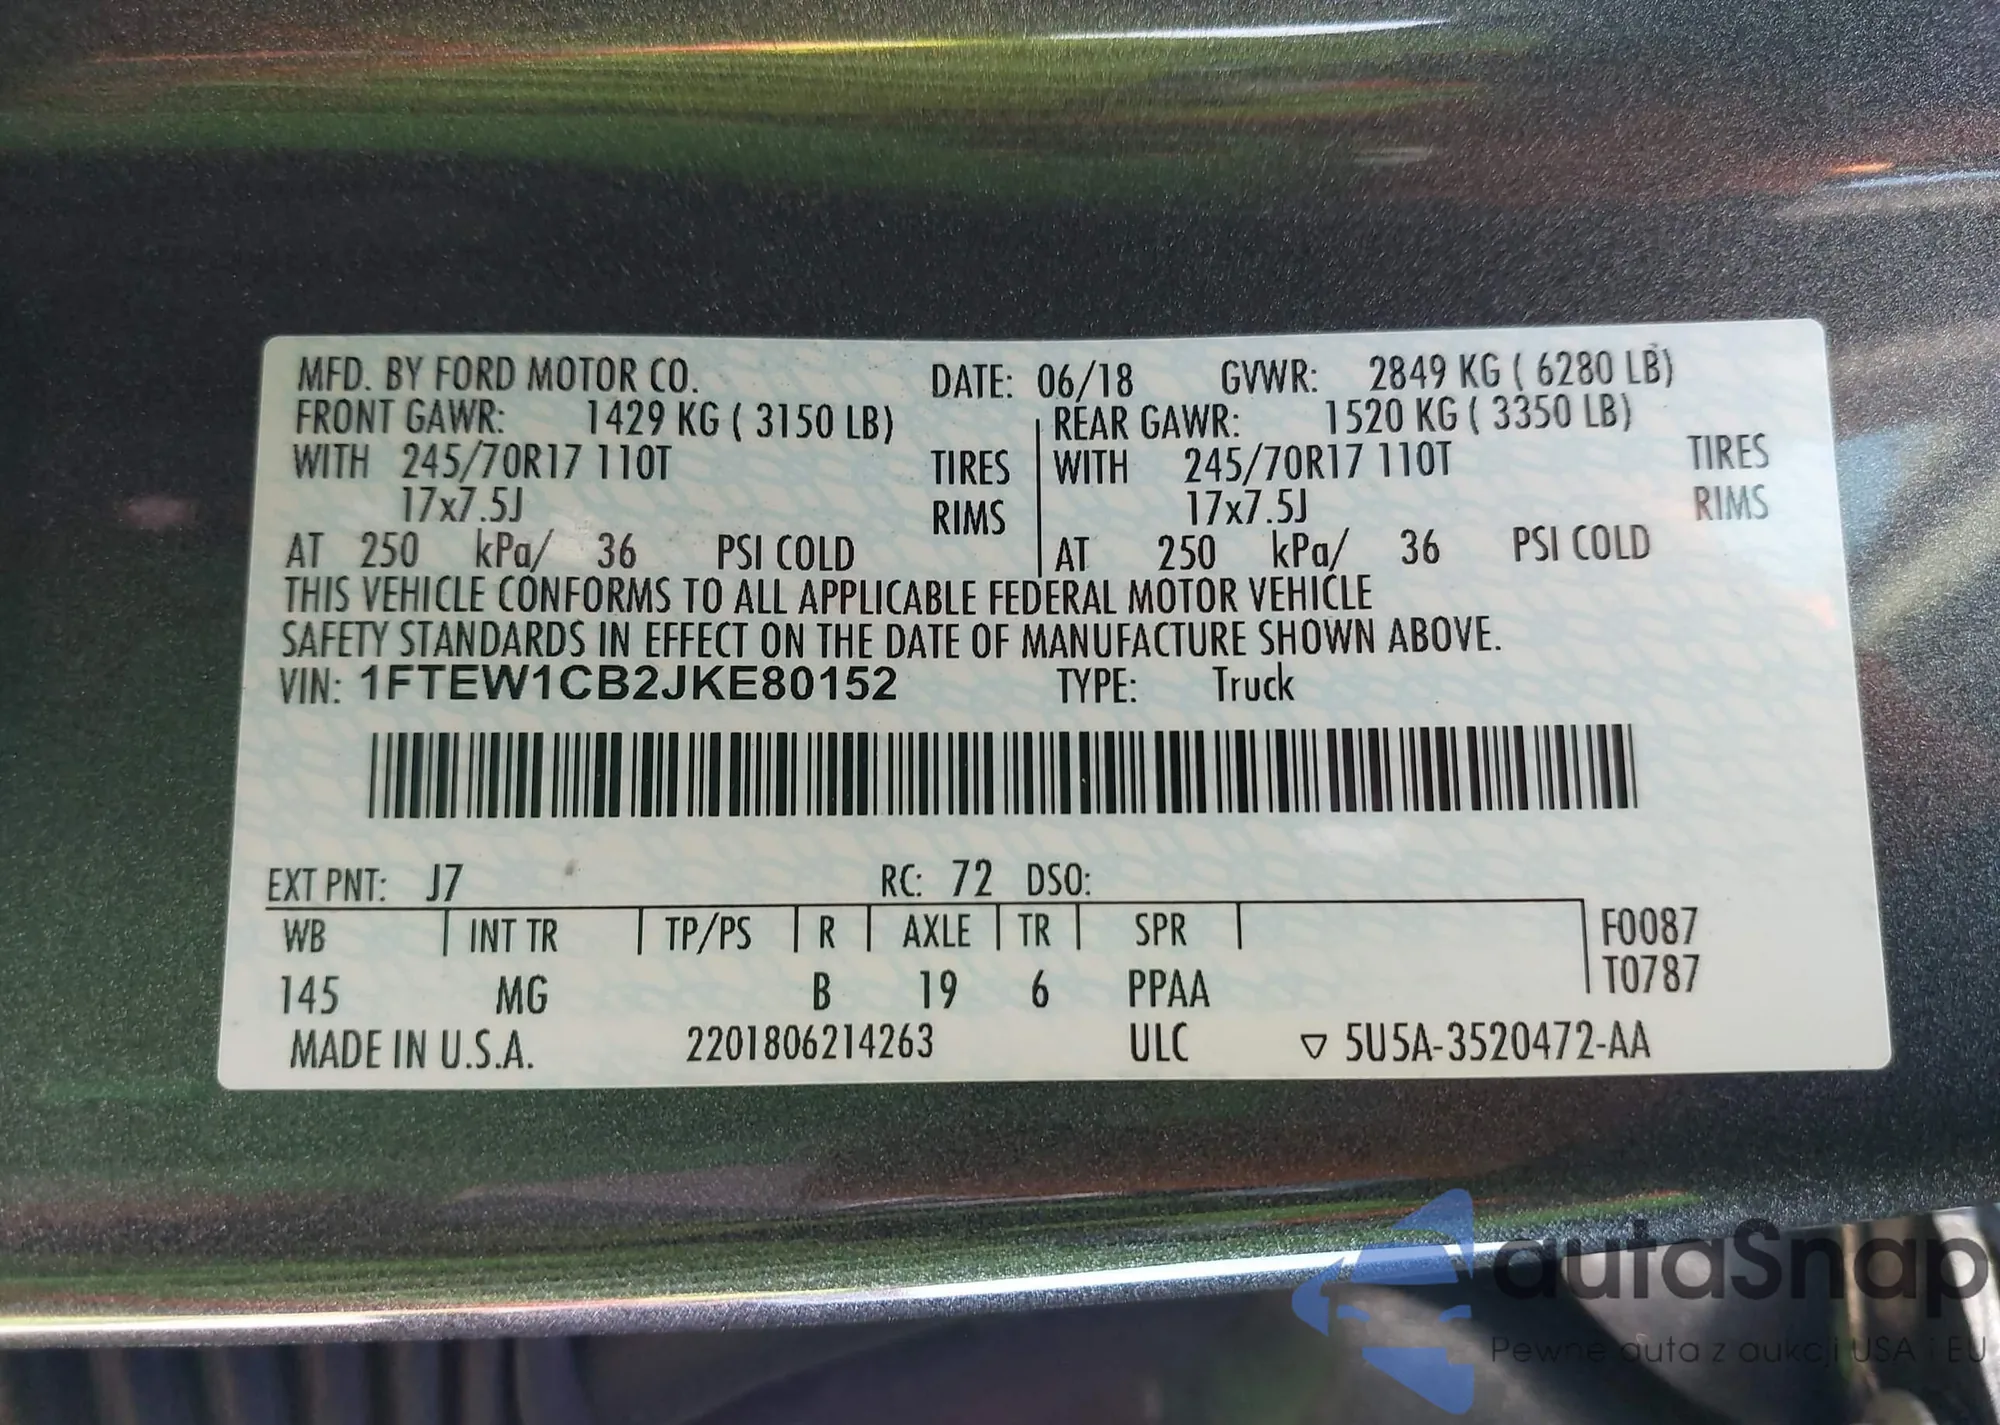 MFD. BY FORD MOTOR CO. DATE: 06/18 GVWR: 2849 KG ( 6280 LB)
FRONT GAWR: 1429 KG ( 3150 LB) REAR GAWR: 1520 KG ( 3350 LB)
WITH 245/70R17 110T TIRES WITH 245/70R17 110T TIRES
17x7.5J RIMS 17x7.5J RIMS
AT 250 kPa/ 36 PSI COLD AT 250 kPa/ 36 PSI COLD
THIS VEHICLE CONFORMS TO ALL APPLICABLE FEDERAL MOTOR VEHICLE
SAFETY STANDARDS IN EFFECT ON THE DATE OF MANUFACTURE SHOWN ABOVE.
VIN: 1FTEW1CB2JKE80152 TYPE: Truck
EXT PNT: J7 RC: 72 DSO:
WB INT TR TP/PS R AXLE TR SPR F0087
145 MG B 19 6 PPAA T0787
MADE IN U.S.A. 2201806214263 ULC ▽ 5U5A-3520472-AA
autaSnap
Pewne auta z aukcji USA i EU